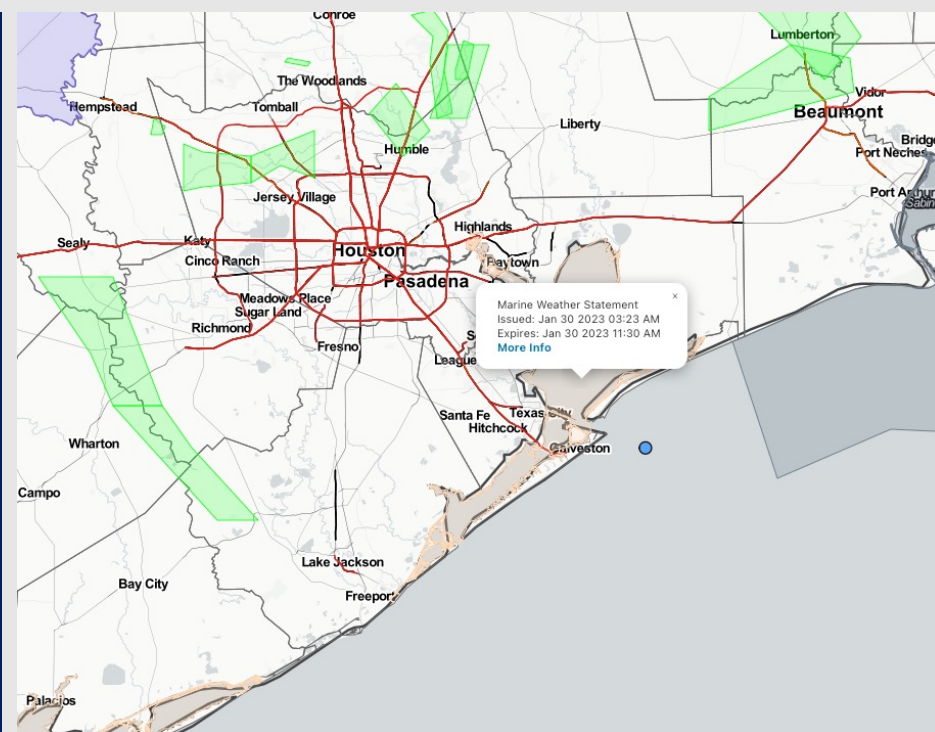 Conroe
Lumberton
The Woodlands
Hempstead
Tomball
Vidor
Beaumont
Liberty
Humble
Port Neches
Jersey Village
Port Arthur
Highlands
Sealy
Katy
Houston
Cinco Ranch
Baytown
Pasadena
Meadows Place
Sugar Land
Richmond
Fresno
×
Marine Weather Statement
Issued: Jan 30 2023 03:23 AM
Expires: Jan 30 2023 11:30 AM
More Info
League
Santa Fe
Texas City
Hitchcock
Galveston
Wharton
Campo
Lake Jackson
Bay City
Freeport
Palacios